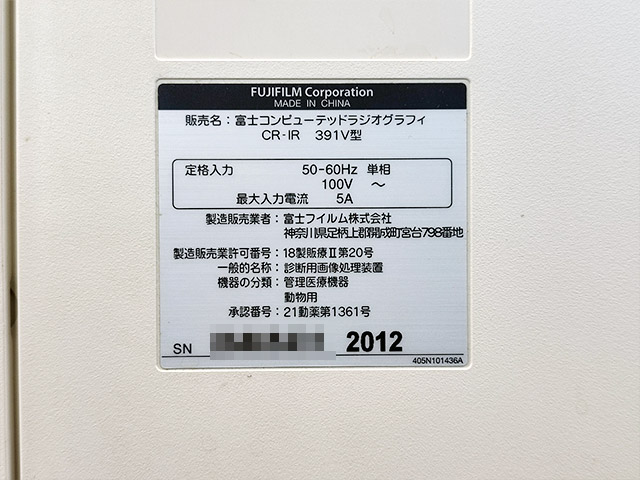 FUJIFILM Corporation
MADE IN CHINA
販売名：富士コンピューテッドラジオグラフィ
CR-IR 391V型
定格入力 50-60Hz 単相
100V ～
最大入力電流 5A
製造販売業者：富士フイルム株式会社
神奈川県足柄上郡開成町宮台798番地
製造販売業許可番号：18製販療Ⅱ第20号
一般的名称：診断用画像処理装置
機器の分類：管理医療機器
動物用
承認番号：21動薬第1361号
SN 2012
405N101436A